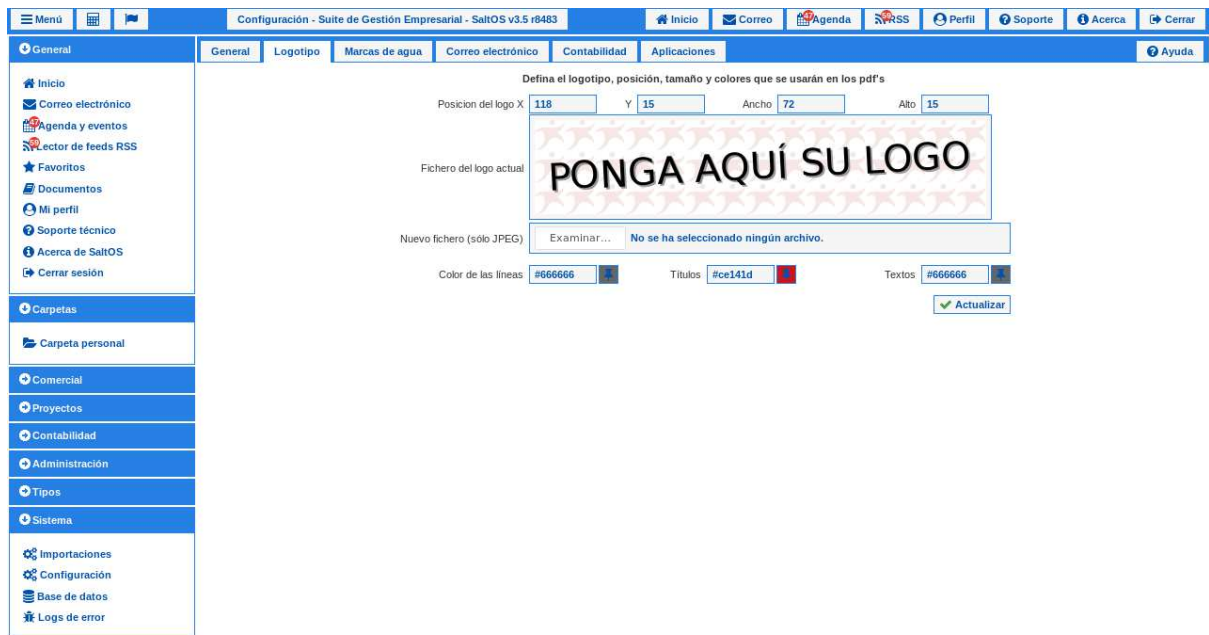 Menú
Configuración - Suite de Gestión Empresarial - SaltOS v3.5 r8483
Inicio Correo Agenda RSS Perfil Soporte Acerca Cerrar
General
Inicio
Correo electrónico
Agenda y eventos
Lector de feeds RSS
Favoritos
Documentos
Mi perfil
Soporte técnico
Acerca de SaltOS
Cerrar sesión
Carpetas
Carpeta personal
Comercial
Proyectos
Contabilidad
Administración
Tipos
Sistema
Importaciones
Configuración
Base de datos
Logs de error
General Logotipo Marcas de agua Correo electrónico Contabilidad Aplicaciones Ayuda
Defina el logotipo, posición, tamaño y colores que se usarán en los pdf's
Posicion del logo X 118 Y 15 Ancho 72 Alto 15
Fichero del logo actual
PONGA AQUÍ SU LOGO
Nuevo fichero (sólo JPEG) Examinar... No se ha seleccionado ningún archivo.
Color de las líneas #666666 Títulos #ce141d Textos #666666
Actualizar